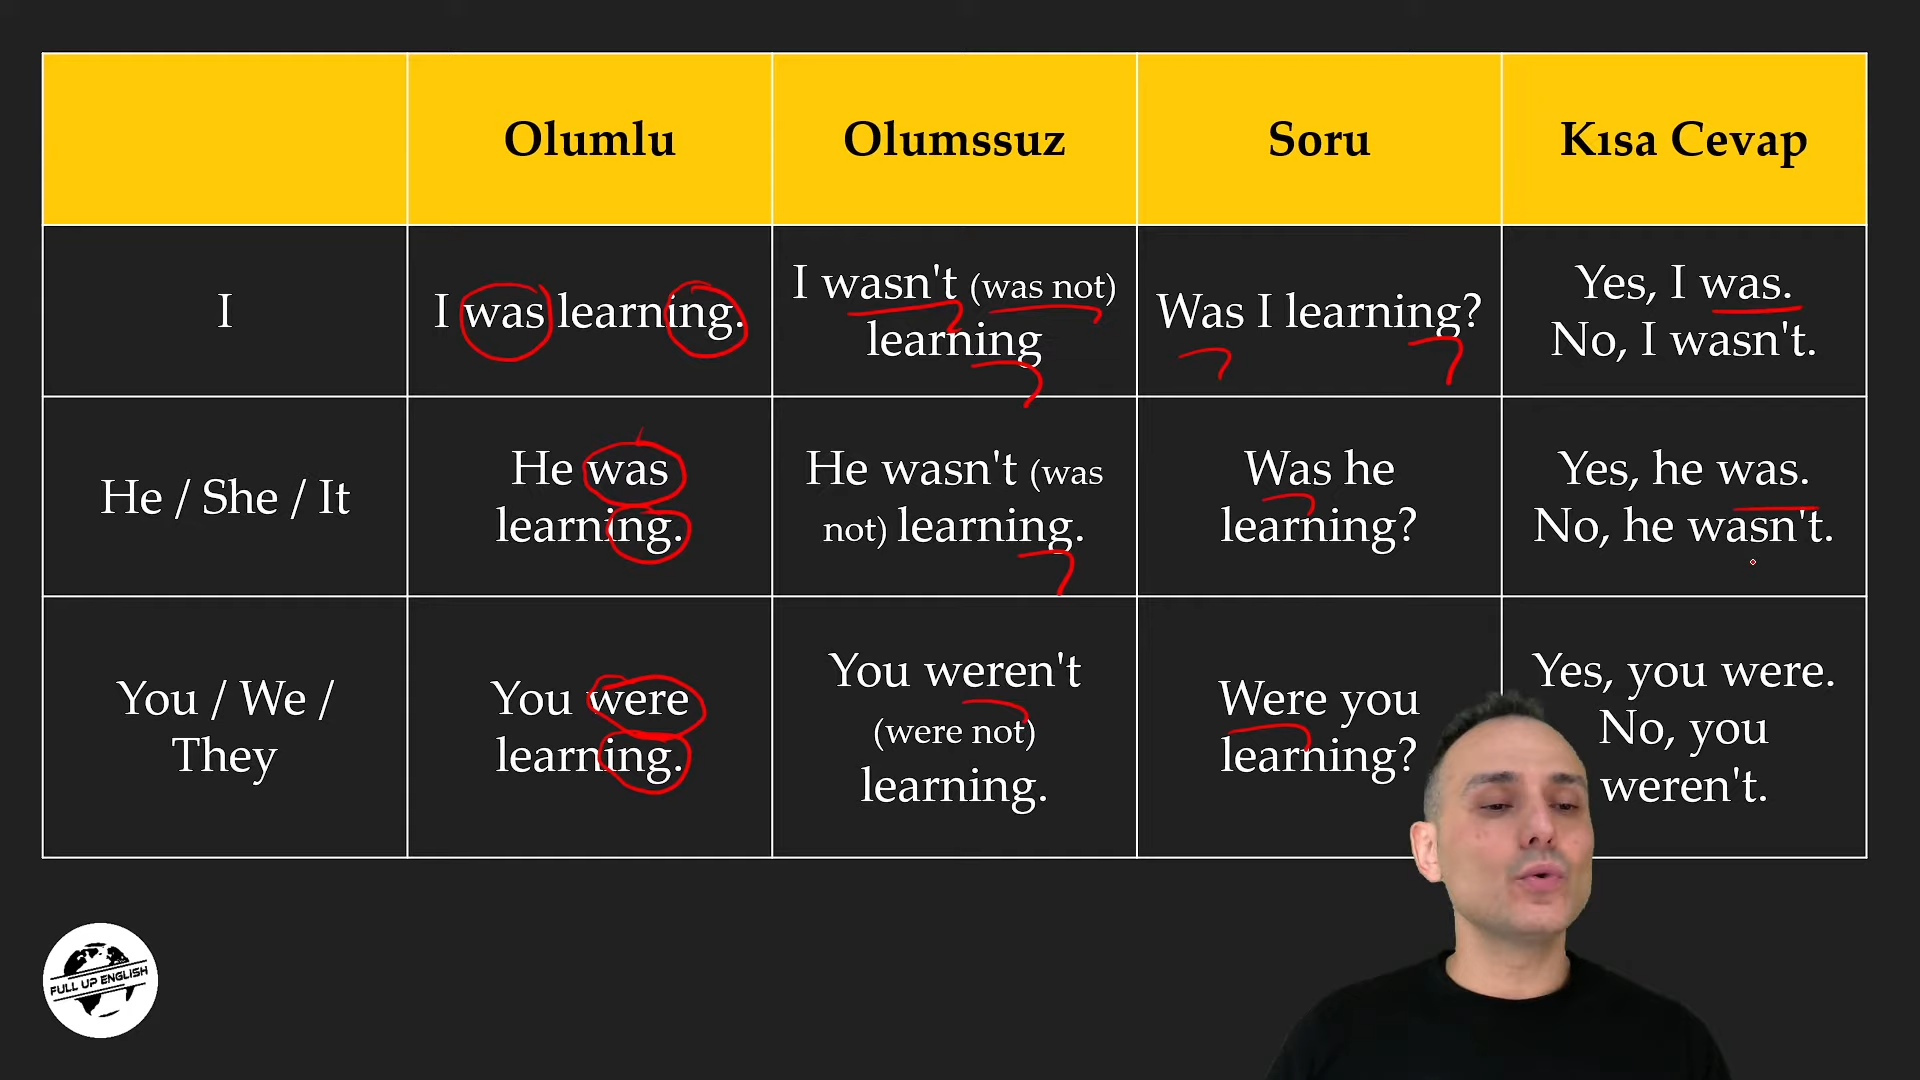 Olumlu
Olumssuz
Soru
Kısa Cevap
I
I was learning.
I wasn't (was not)
learning
Was I learning?
Yes, I was.
No, I wasn't.
He / She / It
He was
learning.
He wasn't (was
not) learning.
Was he
learning?
Yes, he was.
No, he wasn't.
You / We /
They
You were
learning.
You weren't
(were not)
learning.
Were you
learning?
Yes, you were.
No, you
weren't.
FULL UP ENGLISH